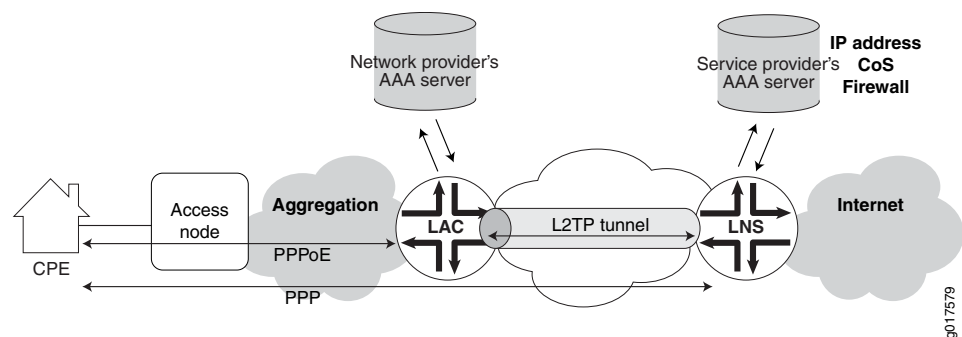 Network provider's
AAA server
Service provider's
AAA server
IP address
CoS
Firewall
Access
node
Aggregation
LAC
L2TP tunnel
LNS
Internet
CPE
PPPoE
PPP
g017579